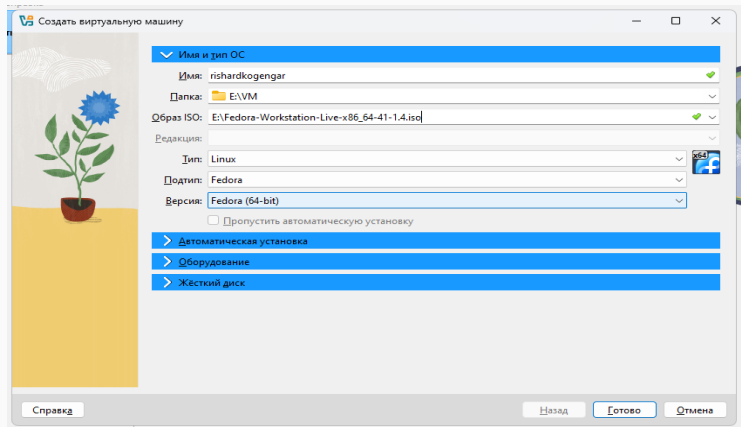 Создать виртуальную машину
Имя и тип ОС
Имя: rishardkogengar
Папка: E:\VM
Образ ISO: E:\Fedora-Workstation-Live-x86_64-41-1.4.iso
Редакция:
Тип: Linux
x64
Подтип: Fedora
Версия: Fedora (64-bit)
Пропустить автоматическую установку
Автоматическая установка
Оборудование
Жёсткий диск
Справка Назад Готово Отмена